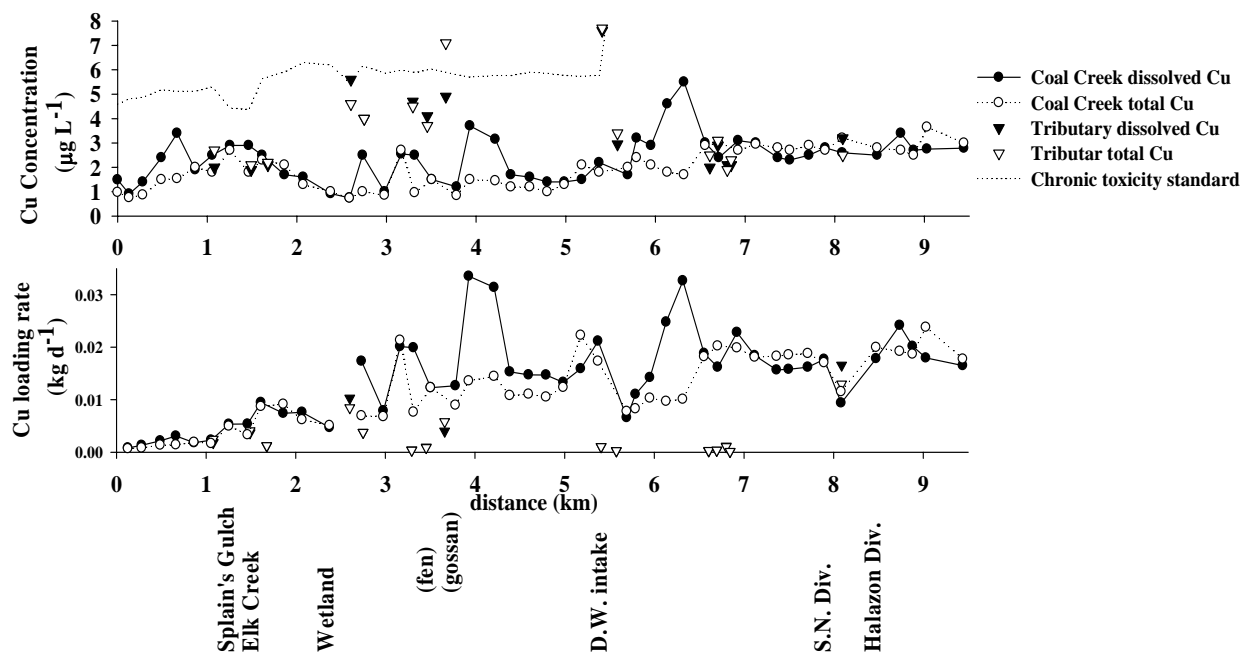 8
7
6
5
4
3
2
1
0
Cu Concentration
(µg L-1)
0 1 2 3 4 5 6 7 8 9
Coal Creek dissolved Cu
Coal Creek total Cu
Tributary dissolved Cu
Tributar total Cu
Chronic toxicity standard
0.03
0.02
0.01
0.00
Cu loading rate
(kg d-1)
0 1 2 3 4 5 6 7 8 9
distance (km)
Splain's Gulch
Elk Creek
Wetland
(fen)
(gossan)
D.W. intake
S.N. Div.
Halazon Div.